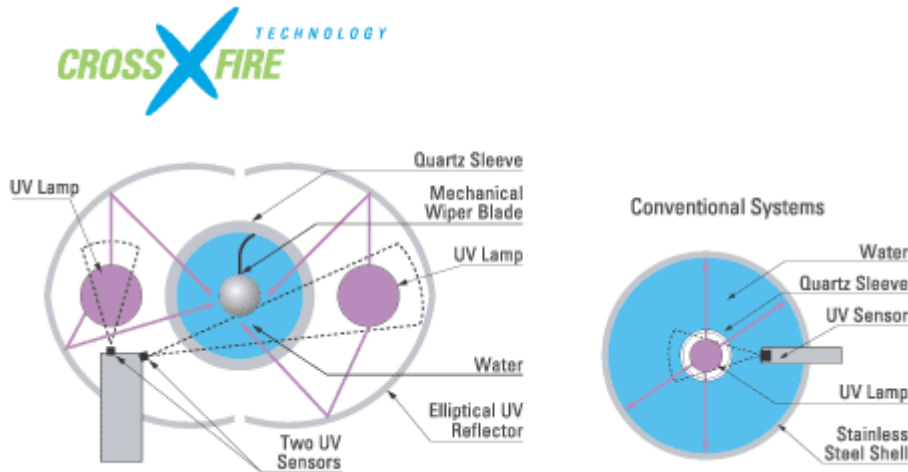 TECHNOLOGY
CROSS FIRE
Quartz Sleeve
UV Lamp
Mechanical
Wiper Blade
UV Lamp
Water
Elliptical UV
Reflector
Two UV
Sensors
Conventional Systems
Water
Quartz Sleeve
UV Sensor
UV Lamp
Stainless
Steel Shell